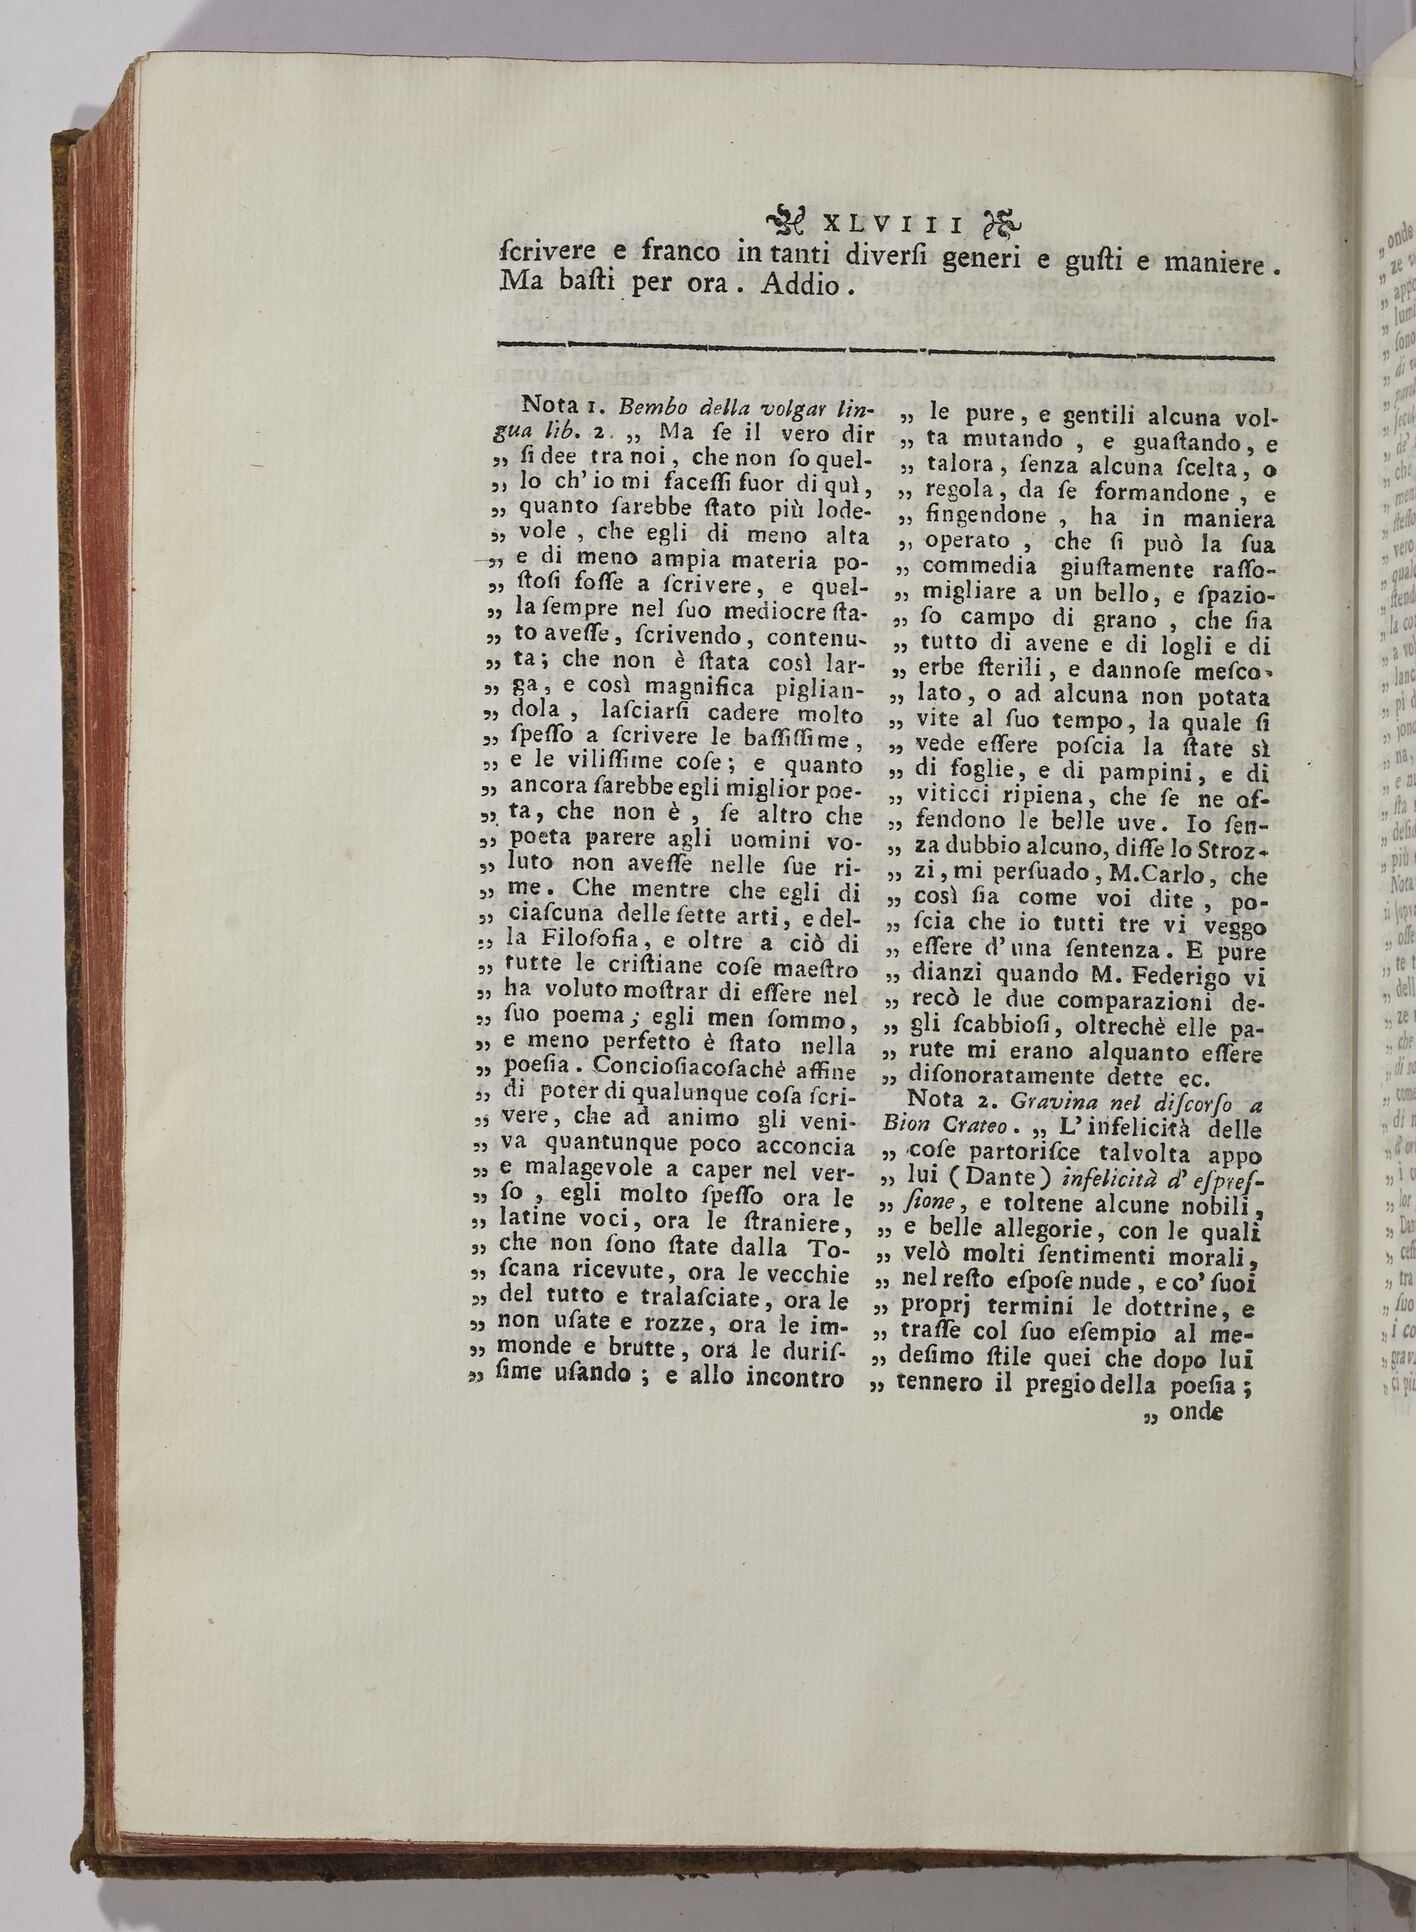 XLVIII
ſcrivere e franco in tanti diverſi generi e guſti e maniere.
Ma baſti per ora. Addio.
Nota 1. Bembo della volgar lin-
gua lib. 2. „ Ma ſe il vero dir
„ ſi dee tra noi, che non ſo quel-
„ lo ch'io mi faceſſi fuor di quì,
„ quanto ſarebbe ſtato più lode-
„ vole, che egli di meno alta
„ e di meno ampia materia po-
„ ſtoſi foſſe a ſcrivere, e quel-
„ la ſempre nel ſuo mediocre ſta-
„ to aveſſe, ſcrivendo, contenu-
„ ta; che non è ſtata così lar-
„ ga, e così magnifica piglian-
„ dola, laſciarſi cadere molto
„ ſpeſſo a ſcrivere le baſſiſſime,
„ e le viliſſime coſe; e quanto
„ ancora ſarebbe egli miglior poe-
„ ta, che non è, ſe altro che
„ poeta parere agli uomini vo-
„ luto non aveſſe nelle ſue ri-
„ me. Che mentre che egli di
„ ciaſcuna delle ſette arti, e del-
„ la Filoſofia, e oltre a ciò di
„ tutte le criſtiane coſe maeſtro
„ ha voluto moſtrar di eſſere nel
„ ſuo poema; egli men ſommo,
„ e meno perfetto è ſtato nella
„ poeſia. Concioſiacoſachè affine
„ di poter di qualunque coſa ſcri-
„ vere, che ad animo gli veni-
„ va quantunque poco acconcia
„ e malagevole a caper nel ver-
„ ſo, egli molto ſpeſſo ora le
„ latine voci, ora le ſtraniere,
„ che non ſono ſtate dalla To-
„ ſcana ricevute, ora le vecchie
„ del tutto e tralaſciate, ora le
„ non uſate e rozze, ora le im-
„ monde e brutte, ora le duriſ-
„ ſime uſando; e allo incontro
„ le pure, e gentili alcuna vol-
„ ta mutando, e guaſtando, e
„ talora, ſenza alcuna ſcelta, o
„ regola, da ſe formandone, e
„ fingendone, ha in maniera
„ operato, che ſi può la ſua
„ commedia giuſtamente raſſo-
„ migliare a un bello, e ſpazio-
„ ſo campo di grano, che ſia
„ tutto di avene e di logli e di
„ erbe ſterili, e dannoſe meſco-
„ lato, o ad alcuna non potata
„ vite al ſuo tempo, la quale ſi
„ vede eſſere poſcia la ſtate sì
„ di foglie, e di pampini, e di
„ viticci ripiena, che ſe ne of-
„ fendono le belle uve. Io ſen-
„ za dubbio alcuno, diſſe lo Stroz-
„ zi, mi perſuado, M. Carlo, che
„ così ſia come voi dite, po-
„ ſcia che io tutti tre vi veggo
„ eſſere d'una ſentenza. E pure
„ dianzi quando M. Federigo vi
„ recò le due comparazioni de-
„ gli ſcabbioſi, oltrechè elle pa-
„ rute mi erano alquanto eſſere
„ diſonoratamente dette ec.
Nota 2. Gravina nel diſcorſo a
Bion Crateo. „ L'infelicità delle
„ coſe partoriſce talvolta appo
„ lui (Dante) infelicità d'eſpreſ-
„ ſione, e toltene alcune nobili,
„ e belle allegorie, con le quali
„ velò molti ſentimenti morali,
„ nel reſto eſpoſe nude, e co' ſuoi
„ proprj termini le dottrine, e
„ traſſe col ſuo eſempio al me-
„ deſimo ſtile quei che dopo lui
„ tennero il pregio della poeſia;
„ onde